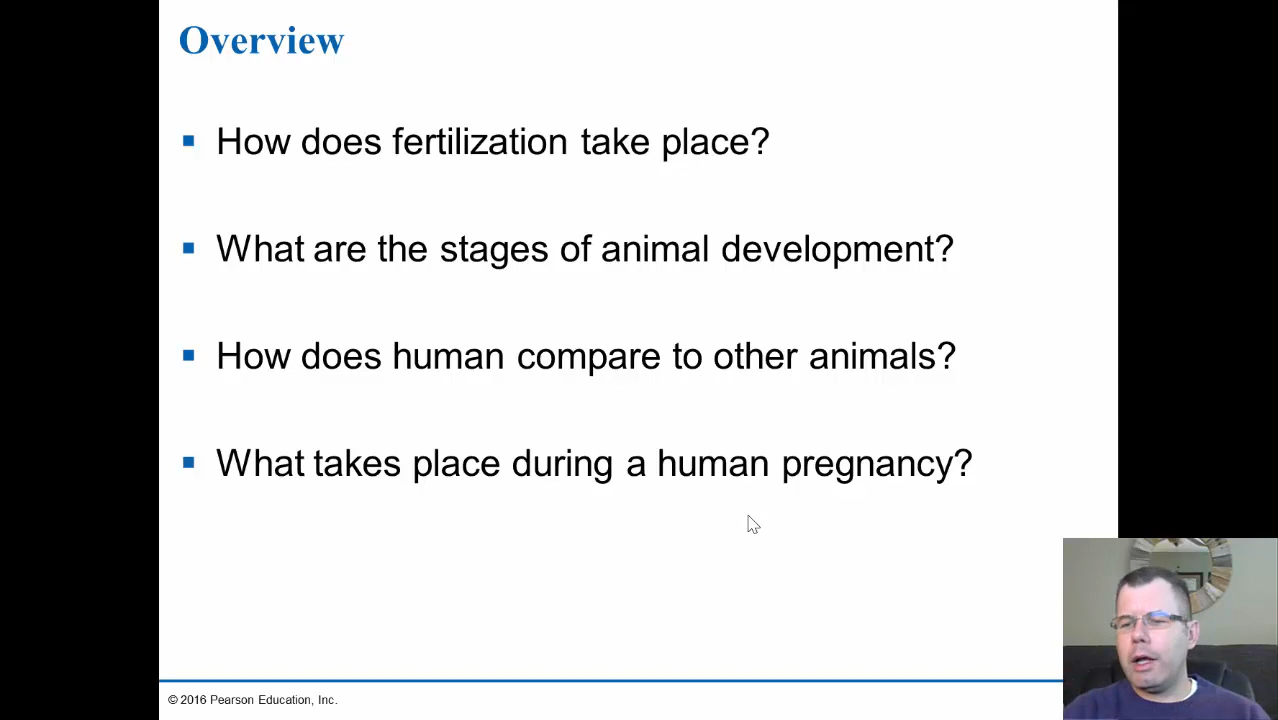 Overview
How does fertilization take place?
What are the stages of animal development?
How does human compare to other animals?
What takes place during a human pregnancy?
© 2016 Pearson Education, Inc.